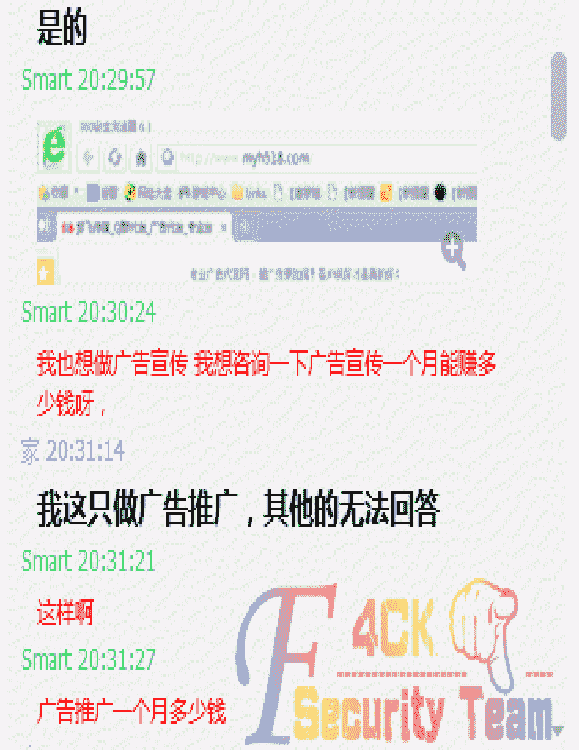 是的
Smart 20:29:57
http://www.
links
Smart 20:30:24
我也想做广告宣传 我想咨询一下广告宣传一个月能赚多
少钱呀，
家 20:31:14
我这只做广告推广，其他的无法回答
Smart 20:31:21
这样啊
Smart 20:31:27
广告推广一个月多少钱
F4CK
Security Team